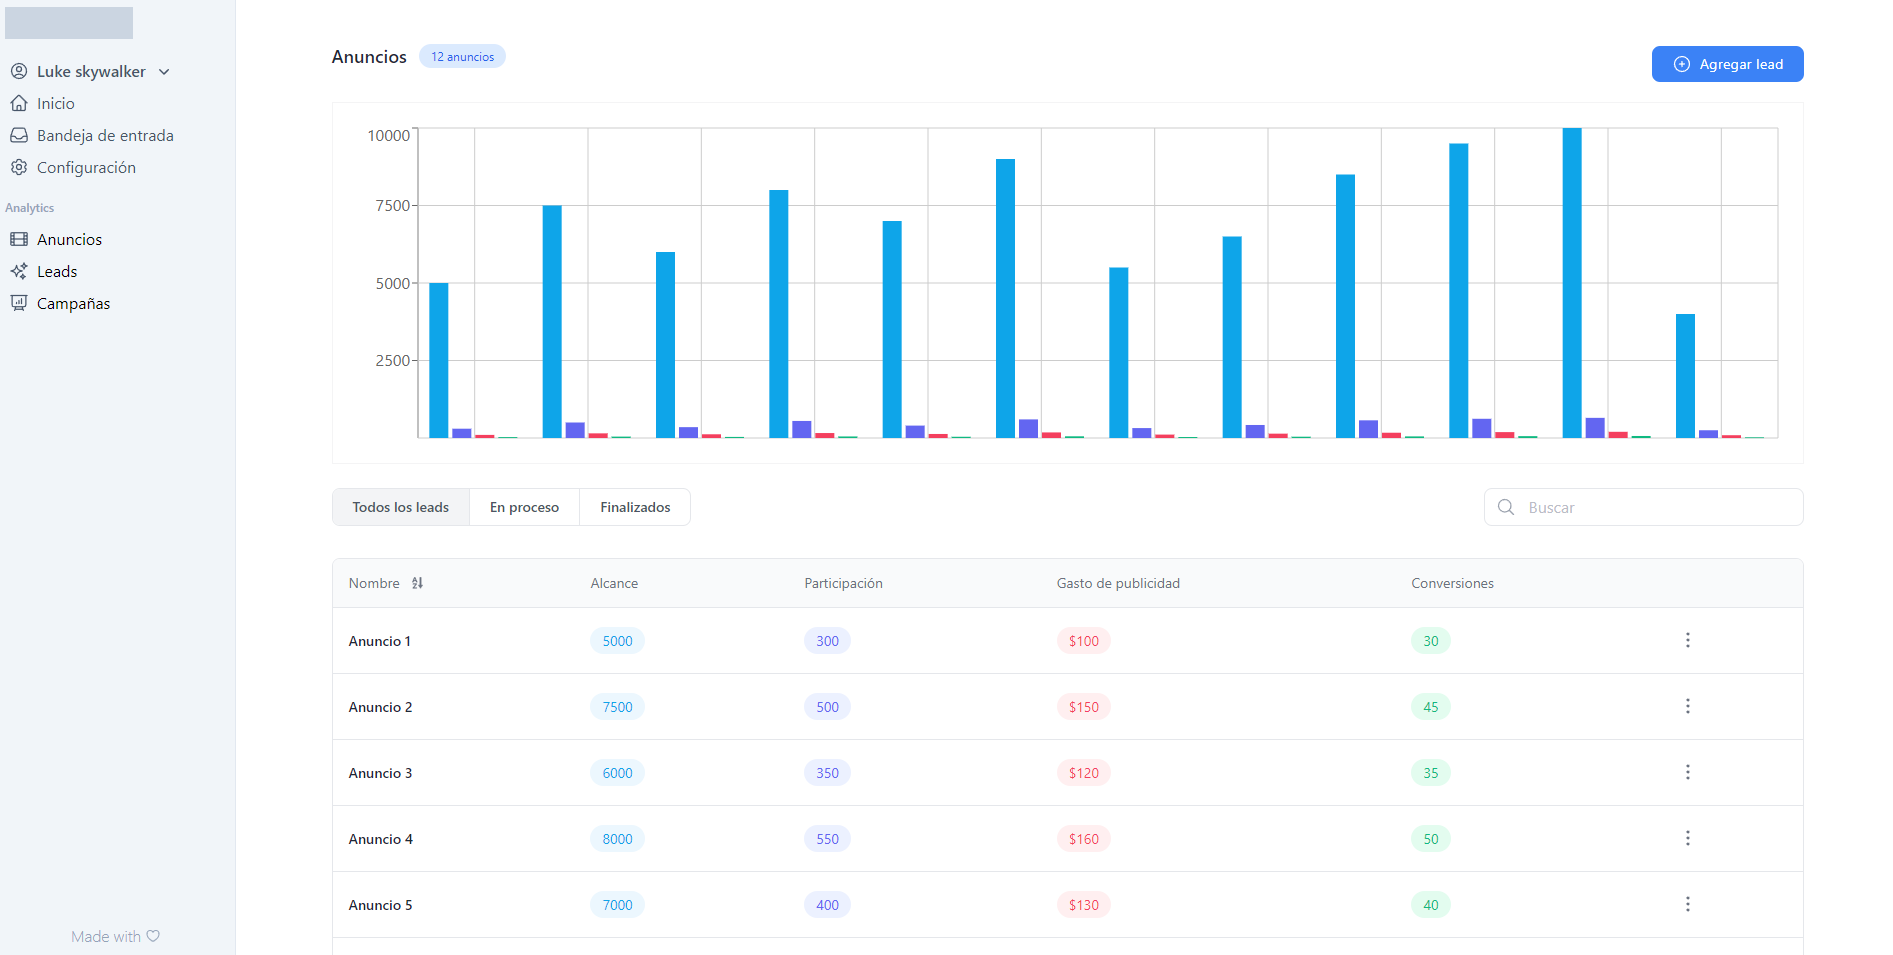 Luke skywalker
Inicio
Bandeja de entrada
Configuración
Analytics
Anuncios
Leads
Campañas
Made with
Anuncios 12 anuncios
Agregar lead
10000
7500
5000
2500
Todos los leads En proceso Finalizados
Buscar
Nombre Alcance Participación Gasto de publicidad Conversiones
Anuncio 1 5000 300 $100 30
Anuncio 2 7500 500 $150 45
Anuncio 3 6000 350 $120 35
Anuncio 4 8000 550 $160 50
Anuncio 5 7000 400 $130 40